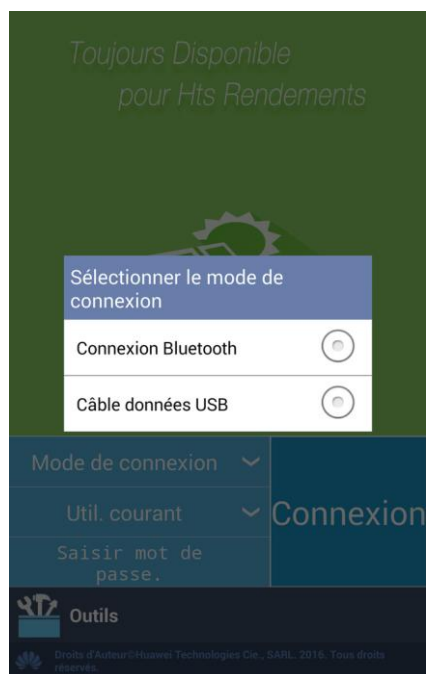 Toujours Disponible
pour Hts Rendements
Sélectionner le mode de
connexion
Connexion Bluetooth
Câble données USB
Mode de connexion
Util. courant
Connexion
Saisir mot de
passe.
Outils
Droits d'Auteur©Huawei Technologies Cie., SARL. 2016. Tous droits
réservés.